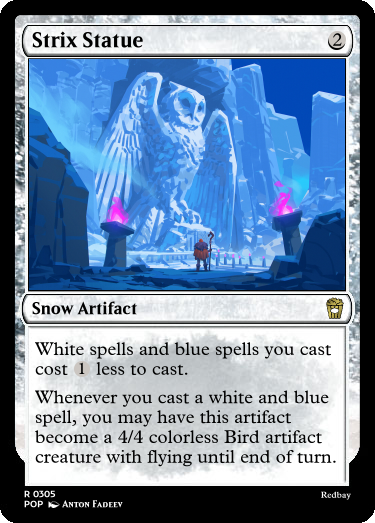 Strix Statue 2
Snow Artifact
White spells and blue spells you cast
cost 1 less to cast.
Whenever you cast a white and blue
spell, you may have this artifact
become a 4/4 colorless Bird artifact
creature with flying until end of turn.
R 0305 Redbay
POP Anton Fadeev